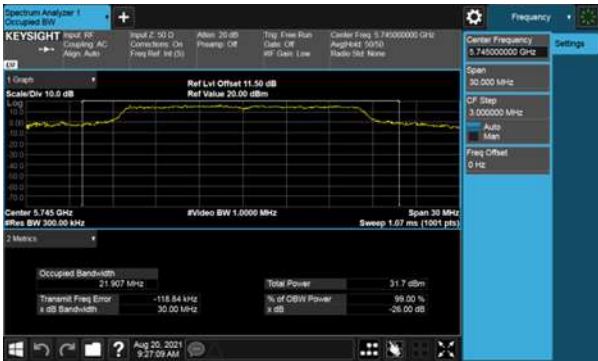 Spectrum Analyzer 1
Occupied BW
+
Frequency
KEYSIGHT Input: RF Input Z: 50 Ω Atten: 20 dB Trig: Free Run Center Freq: 5.745000000 GHz
Coupling: AC Corrections: On Preamp: Off Gate: Off Avg|Hold: 50/50
Align: Auto Freq Ref: Int (S) #IF Gain: Low Radio Std: None
Center Frequency
5.745000000 GHz
Settings
Span
30.000 MHz
CF Step
3.000000 MHz
Auto
Man
Freq Offset
0 Hz
1 Graph
Ref Lvl Offset 11.50 dB
Scale/Div 10.0 dB Ref Value 20.00 dBm
Log
10.0
0.00
-10.0
-20.0
-30.0
-40.0
-50.0
-60.0
-70.0
Center 5.745 GHz #Video BW 1.0000 MHz Span 30 MHz
#Res BW 300.00 kHz Sweep 1.07 ms (1001 pts)
2 Metrics
Occupied Bandwidth
21.907 MHz Total Power 31.7 dBm
Transmit Freq Error -118.64 kHz % of OBW Power 99.00 %
x dB Bandwidth 30.00 MHz x dB -26.00 dB
? Aug 20, 2021
9:27:09 AM